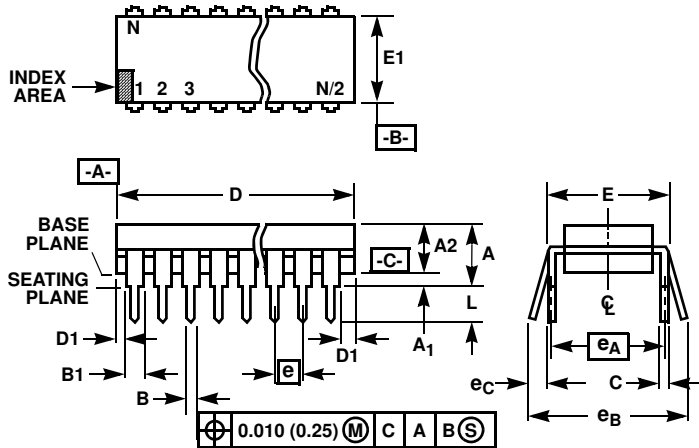 N
E1
INDEX
AREA
1 2 3 N/2
-B-
-A-
D
E
BASE
PLANE
A2
A
-C-
SEATING
PLANE
L
℄
D1
A1
D1
eA
B1
e
eC
C
B
eB
⌖ 0.010 (0.25) Ⓜ C A B Ⓢ